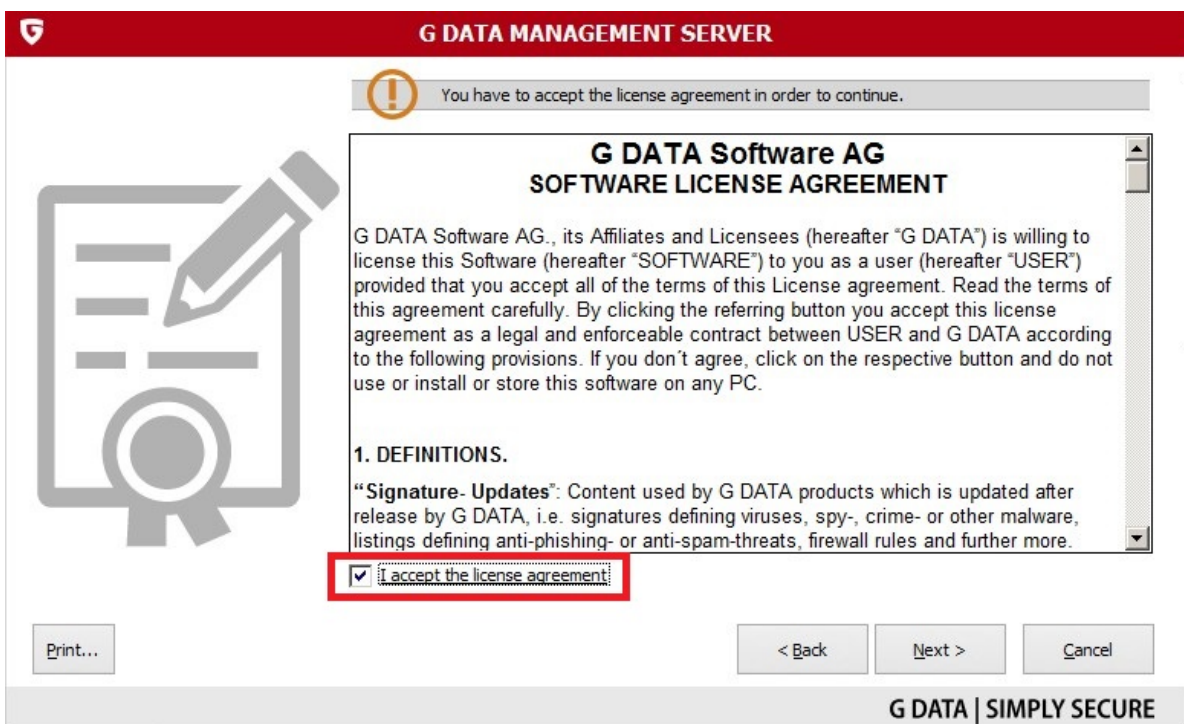 G DATA MANAGEMENT SERVER
You have to accept the license agreement in order to continue.
G DATA Software AG
SOFTWARE LICENSE AGREEMENT
G DATA Software AG., its Affiliates and Licensees (hereafter “G DATA”) is willing to
license this Software (hereafter “SOFTWARE”) to you as a user (hereafter “USER”)
provided that you accept all of the terms of this License agreement. Read the terms of
this agreement carefully. By clicking the referring button you accept this license
agreement as a legal and enforceable contract between USER and G DATA according
to the following provisions. If you don´t agree, click on the respective button and do not
use or install or store this software on any PC.
1. DEFINITIONS.
“Signature- Updates”: Content used by G DATA products which is updated after
release by G DATA, i.e. signatures defining viruses, spy-, crime- or other malware,
listings defining anti-phishing- or anti-spam-threats, firewall rules and further more.
I accept the license agreement
Print...
< Back
Next >
Cancel
G DATA | SIMPLY SECURE